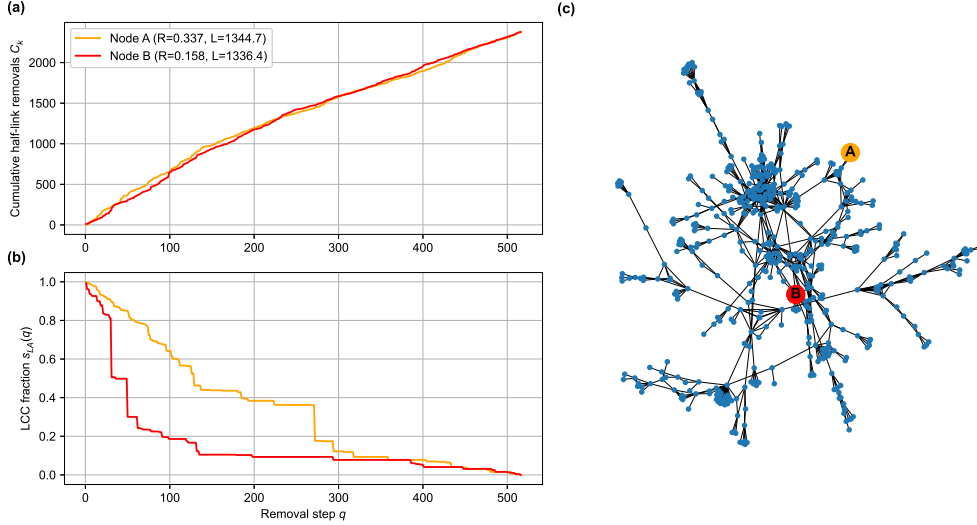 (a)
Cumulative half-link removals C_k
2000
1500
1000
500
0
Node A (R=0.337, L=1344.7)
Node B (R=0.158, L=1336.4)
0
100
200
300
400
500
(b)
LCC fraction s_{LA}(q)
1.0
0.8
0.6
0.4
0.2
0.0
0
100
200
300
400
500
Removal step q
(c)
A
B